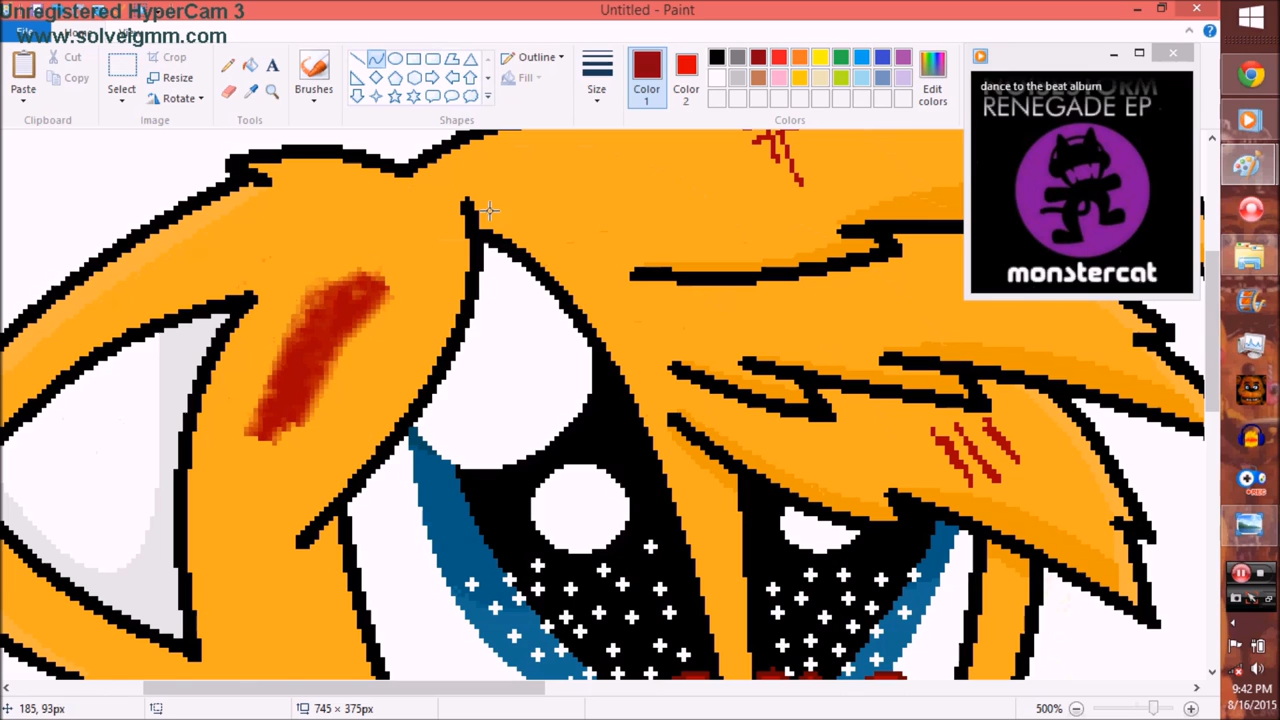 Unregistered HyperCam 3
www.solveigmm.com
Untitled - Paint
File
Paste
Cut
Copy
Clipboard
Select
Crop
Resize
Rotate
Image
Tools
Brushes
Shapes
Outline
Fill
Size
Color 1
Color 2
Edit colors
Colors
dance to the beat album
RENEGADE EP
monstercat
REC
185, 93px
745 × 375px
500%
9:42 PM
8/16/2015